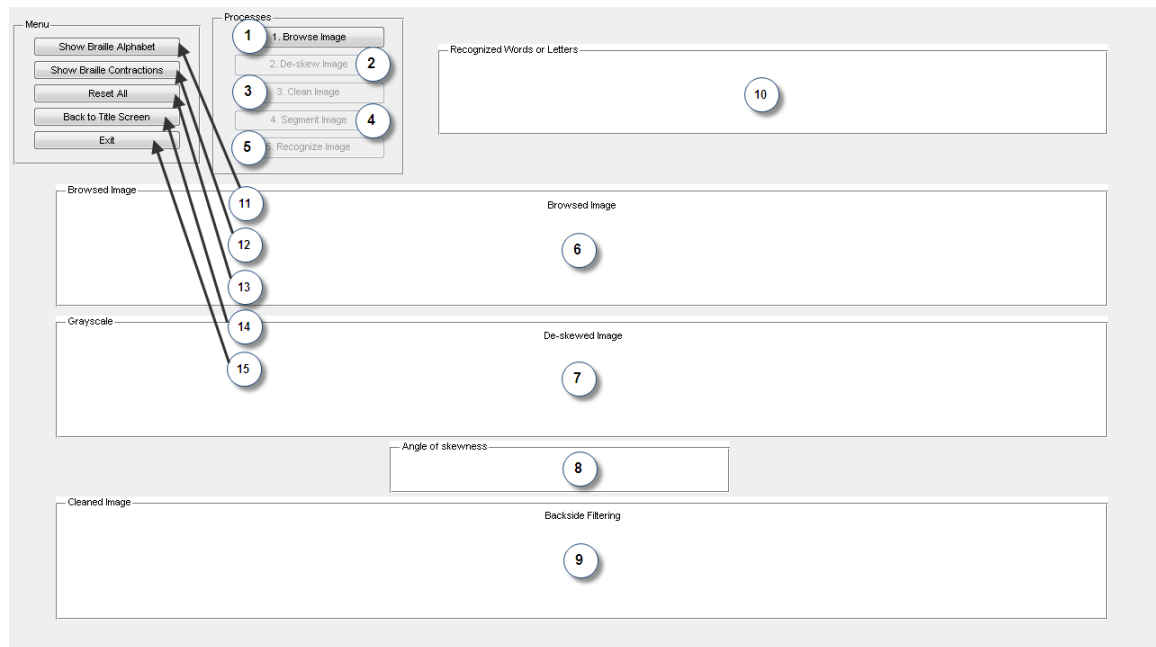 Menu
Show Braille Alphabet
Show Braille Contractions
Reset All
Back to Title Screen
Exit
Processes
1 1. Browse Image
2. De-skew Image 2
3 3. Clean Image
4. Segment Image 4
5 5. Recognize Image
Recognized Words or Letters
10
Browsed Image
Browsed Image
6
11
12
13
Grayscale
De-skewed Image
7
14
15
Angle of skewness
8
Cleaned Image
Backside Filtering
9